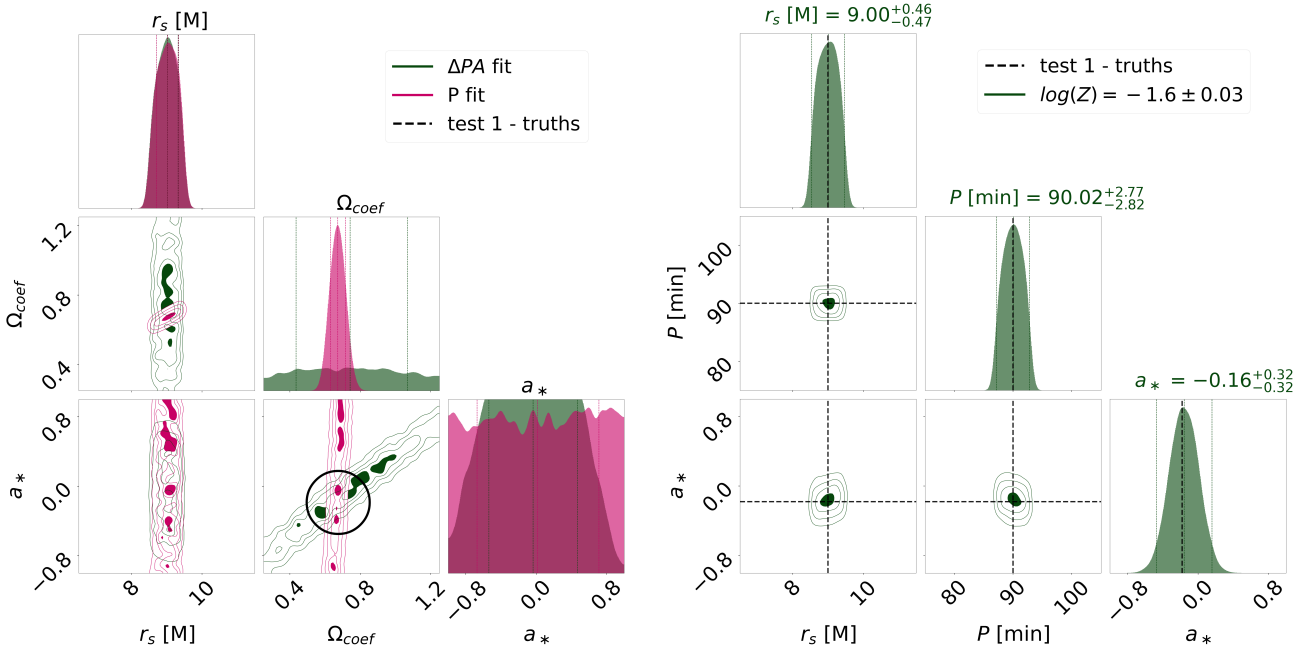 r_s [M]
ΔPA fit
P fit
test 1 - truths
Ω_coef
1.2
0.8
0.4
Ω_coef
a_*
0.8
0.0
−0.8
a_*
8 10
r_s [M]
0.4 0.8 1.2
Ω_coef
−0.8 0.0 0.8
a_*
r_s [M] = 9.00^{+0.46}_{−0.47}
test 1 - truths
log(Z) = − 1.6 ± 0.03
P [min] = 90.02^{+2.77}_{−2.82}
100
90
80
P [min]
a_* = −0.16^{+0.32}_{−0.32}
0.8
0.0
−0.8
a_*
8 10
r_s [M]
80 90 100
P [min]
−0.8 0.0 0.8
a_*